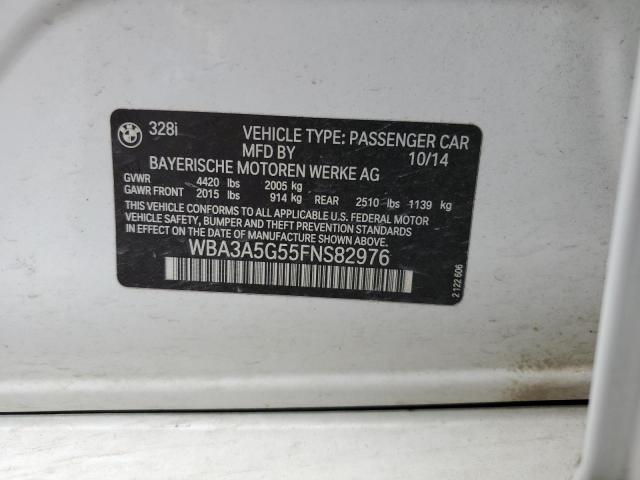 BMW 328i VEHICLE TYPE: PASSENGER CAR
MFD BY 10/14
BAYERISCHE MOTOREN WERKE AG
GVWR 4420 lbs 2005 kg
GAWR FRONT 2015 lbs 914 kg REAR 2510 lbs 1139 kg
THIS VEHICLE CONFORMS TO ALL APPLICABLE U.S. FEDERAL MOTOR
VEHICLE SAFETY, BUMPER AND THEFT PREVENTION STANDARDS
IN EFFECT ON THE DATE OF MANUFACTURE SHOWN ABOVE.
WBA3A5G55FNS82976
2 122 606